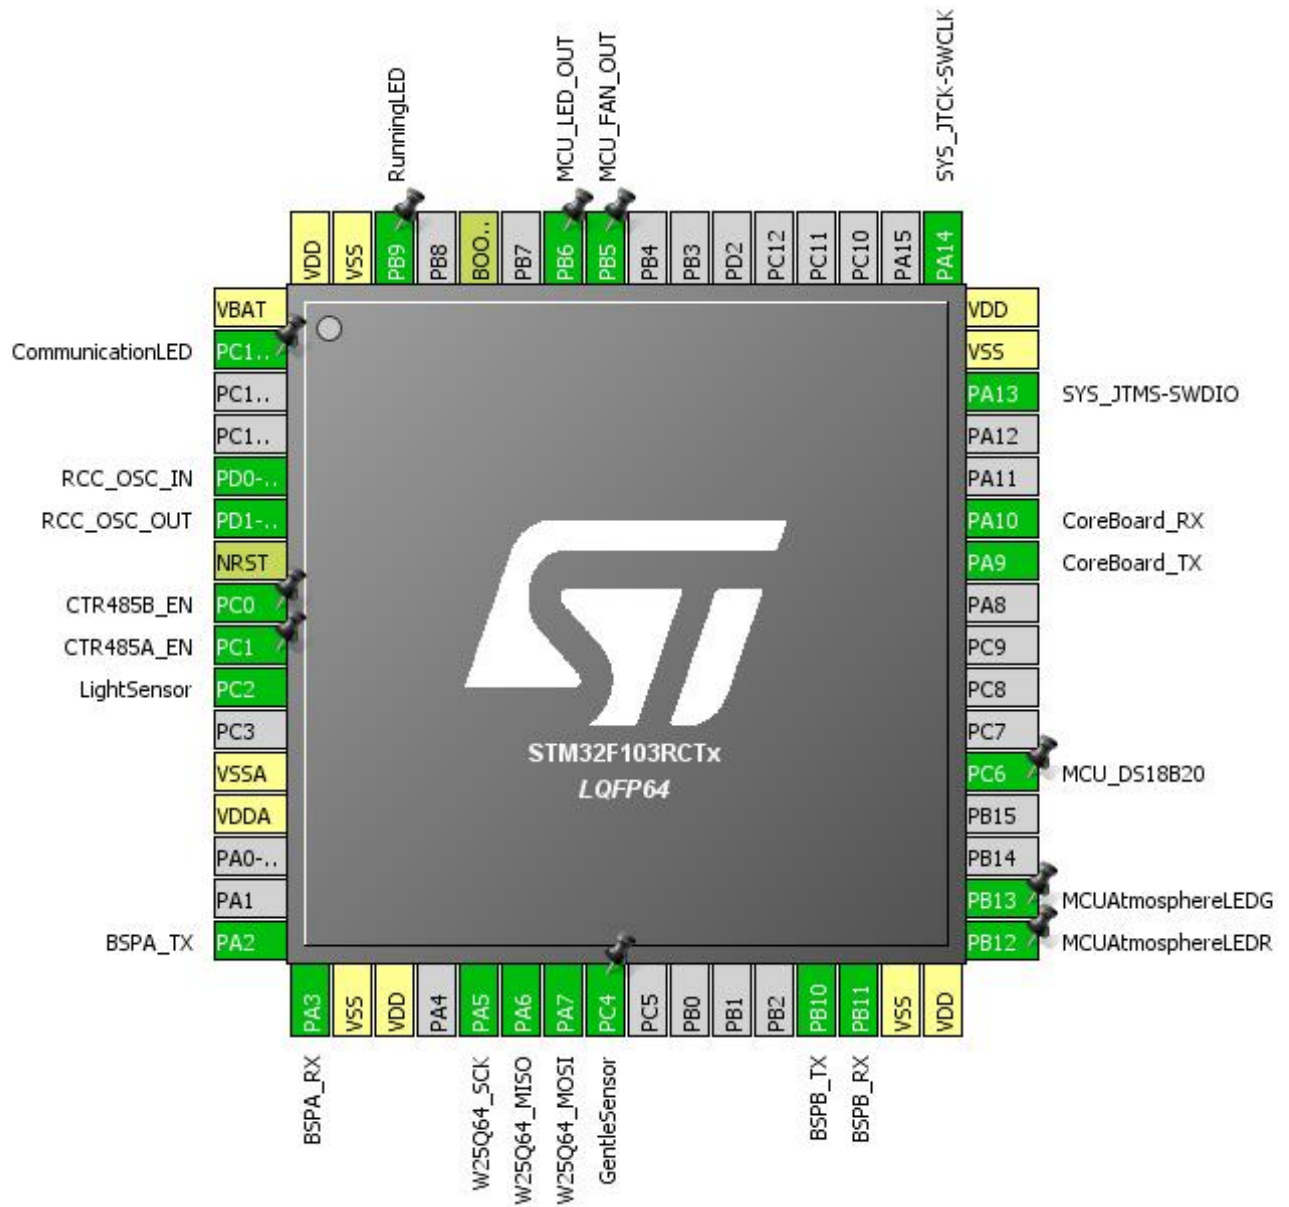 RunningLED
MCU_LED_OUT
MCU_FAN_OUT
SYS_JTCK-SWCLK
VDD
VSS
PB9
PB8
BOO..
PB7
PB6
PB5
PB4
PB3
PD2
PC12
PC11
PC10
PA15
PA14
VBAT
CommunicationLED PC1..
PC1..
PC1..
RCC_OSC_IN PD0-..
RCC_OSC_OUT PD1-..
NRST
CTR485B_EN PC0
CTR485A_EN PC1
LightSensor PC2
PC3
VSSA
VDDA
PA0-..
PA1
BSPA_TX PA2
VDD
VSS
PA13 SYS_JTMS-SWDIO
PA12
PA11
PA10 CoreBoard_RX
PA9 CoreBoard_TX
PA8
PC9
PC8
PC7
PC6 MCU_DS18B20
PB15
PB14
PB13 MCUAtmosphereLEDG
PB12 MCUAtmosphereLEDR
ST
STM32F103RCTx
LQFP64
PA3
VSS
VDD
PA4
PA5
PA6
PA7
PC4
PC5
PB0
PB1
PB2
PB10
PB11
VSS
VDD
BSPA_RX
W25Q64_SCK
W25Q64_MISO
W25Q64_MOSI
GentleSensor
BSPB_TX
BSPB_RX